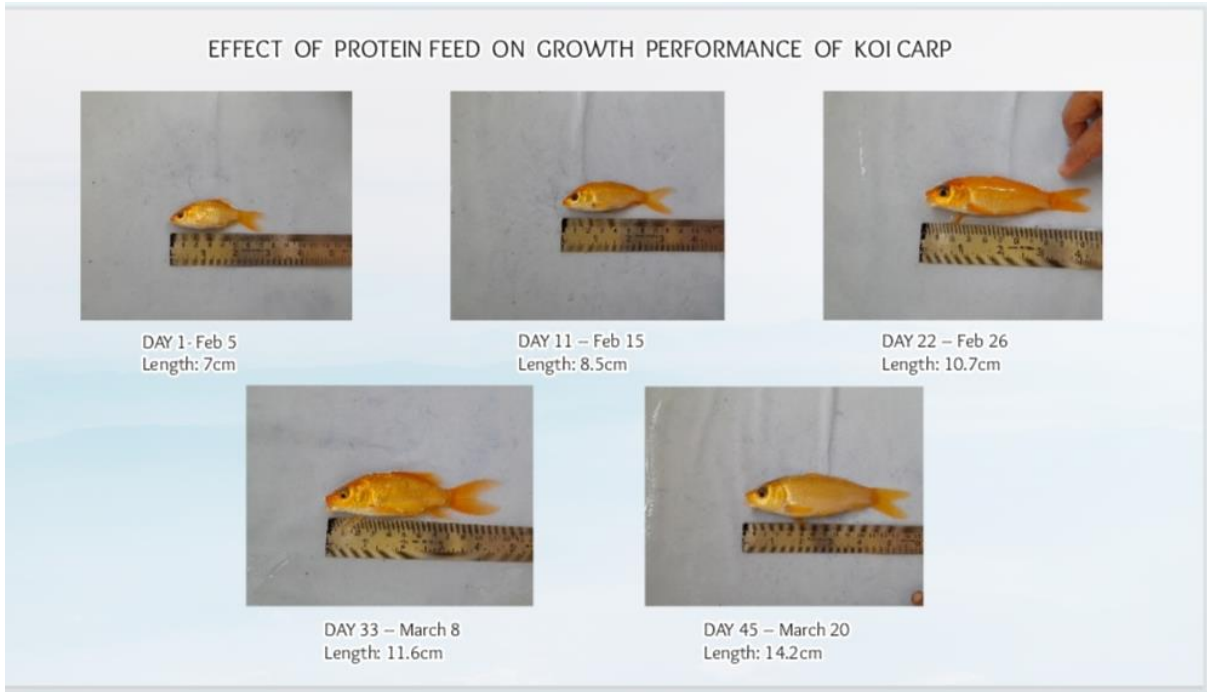 EFFECT OF PROTEIN FEED ON GROWTH PERFORMANCE OF KOI CARP
DAY 1- Feb 5
Length: 7cm
DAY 11 – Feb 15
Length: 8.5cm
DAY 22 – Feb 26
Length: 10.7cm
DAY 33 – March 8
Length: 11.6cm
DAY 45 – March 20
Length: 14.2cm